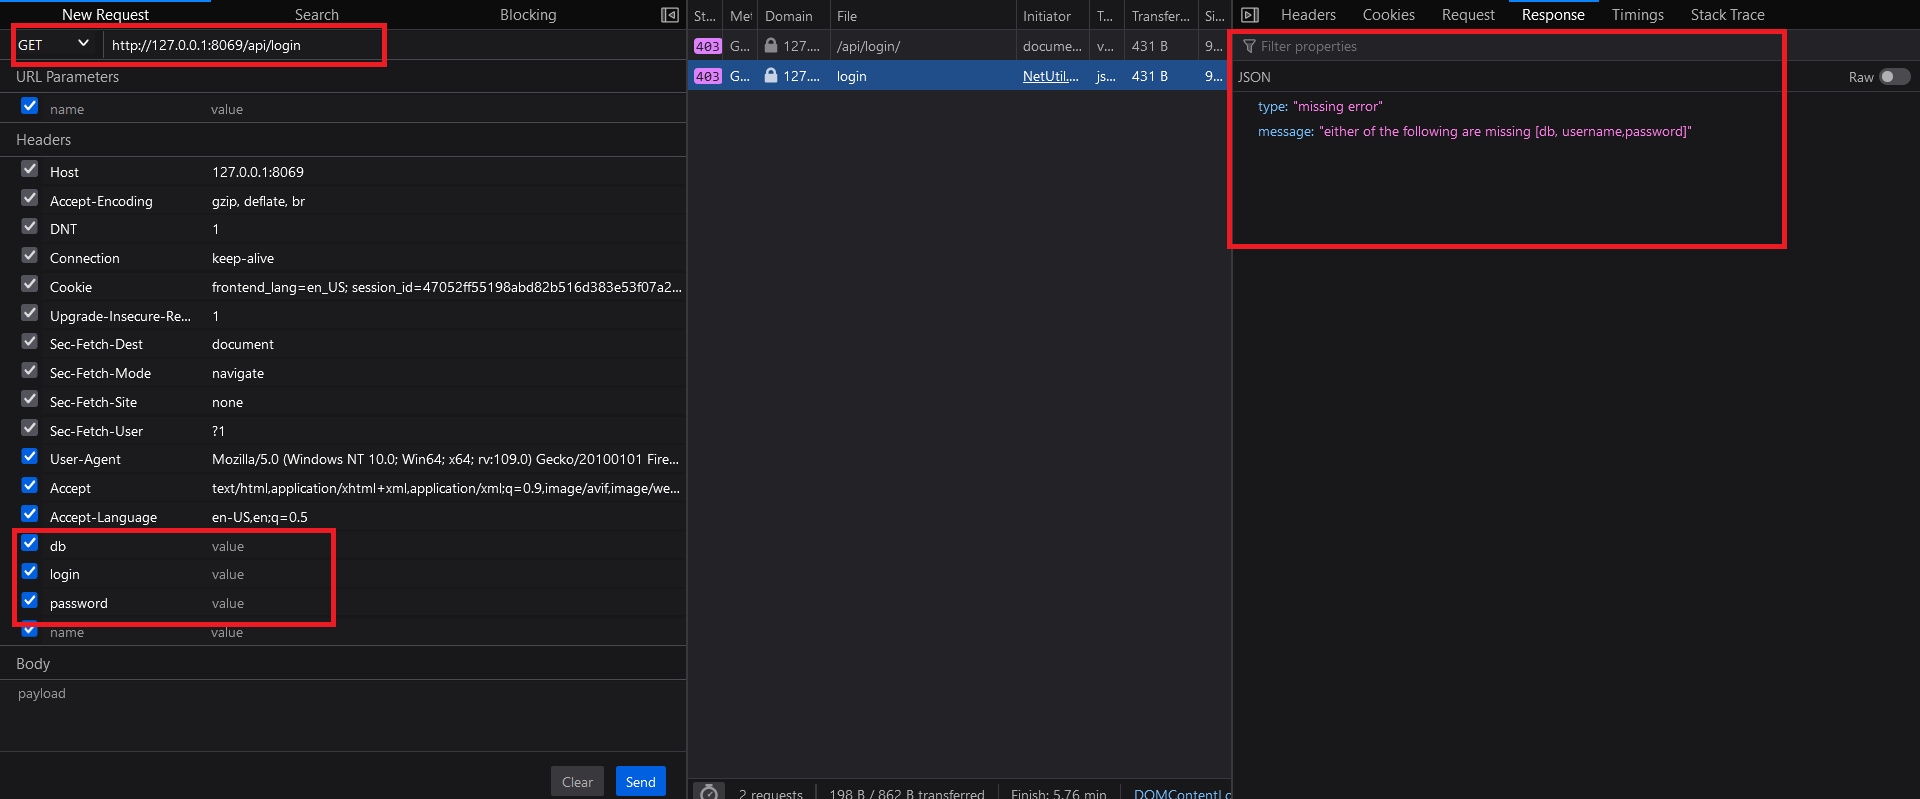 New Request Search Blocking
GET http://127.0.0.1:8069/api/login
URL Parameters
name value
Headers
Host 127.0.0.1:8069
Accept-Encoding gzip, deflate, br
DNT 1
Connection keep-alive
Cookie frontend_lang=en_US; session_id=47052ff55198abd82b516d383e53f07a2...
Upgrade-Insecure-Re... 1
Sec-Fetch-Dest document
Sec-Fetch-Mode navigate
Sec-Fetch-Site none
Sec-Fetch-User ?1
User-Agent Mozilla/5.0 (Windows NT 10.0; Win64; x64; rv:109.0) Gecko/20100101 Fire...
Accept text/html,application/xhtml+xml,application/xml;q=0.9,image/avif,image/we...
Accept-Language en-US,en;q=0.5
db value
login value
password value
name value
Body
payload
Clear Send
St... Me Domain File Initiator T... Transfer... Si...
403 G... 127.... /api/login/ docume... v... 431 B 9...
403 G... 127.... login NetUtil.... js... 431 B 9...
2 requests 198 B / 862 B transferred Finish: 5.76 min DOMContentLo
Headers Cookies Request Response Timings Stack Trace
Filter properties
JSON Raw
type: "missing error"
message: "either of the following are missing [db, username,password]"